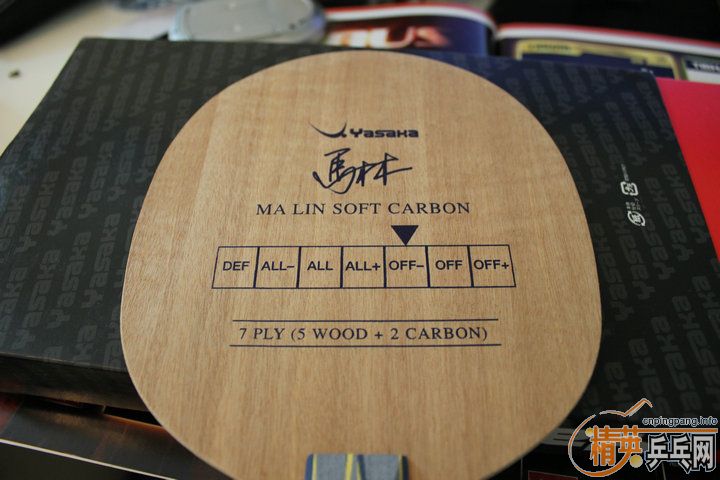 Yasaka
馬林
MA LIN SOFT CARBON
DEF ALL– ALL ALL+ OFF– OFF OFF+
7 PLY (5 WOOD + 2 CARBON)
cnpingpang.info
精英乒乓网